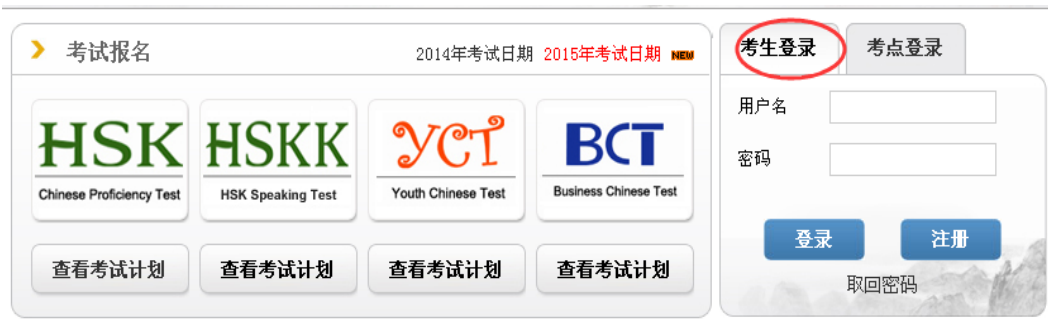 考试报名
2014年考试日期 2015年考试日期 NEW
HSK
Chinese Proficiency Test
HSKK
HSK Speaking Test
YCT
Youth Chinese Test
BCT
Business Chinese Test
查看考试计划 查看考试计划 查看考试计划 查看考试计划
考生登录 考点登录
用户名
密码
登录 注册
取回密码